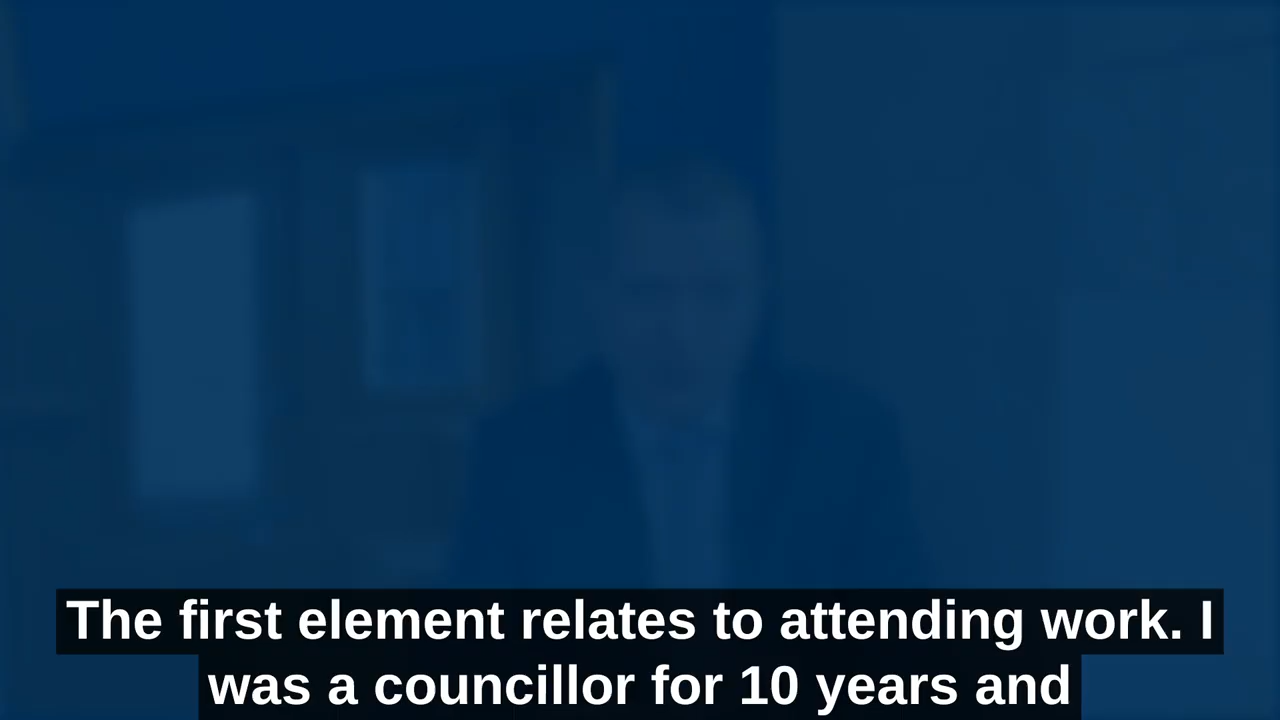 The first element relates to attending work. I
was a councillor for 10 years and